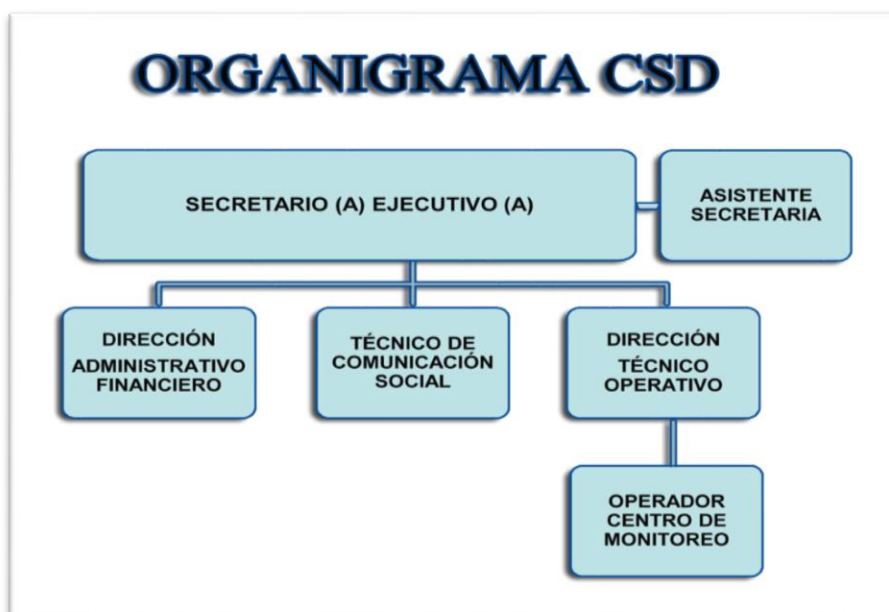 ORGANIGRAMA CSD
SECRETARIO (A) EJECUTIVO (A)
ASISTENTE
SECRETARIA
DIRECCIÓN
ADMINISTRATIVO
FINANCIERO
TÉCNICO DE
COMUNICACIÓN
SOCIAL
DIRECCIÓN
TÉCNICO
OPERATIVO
OPERADOR
CENTRO DE
MONITOREO